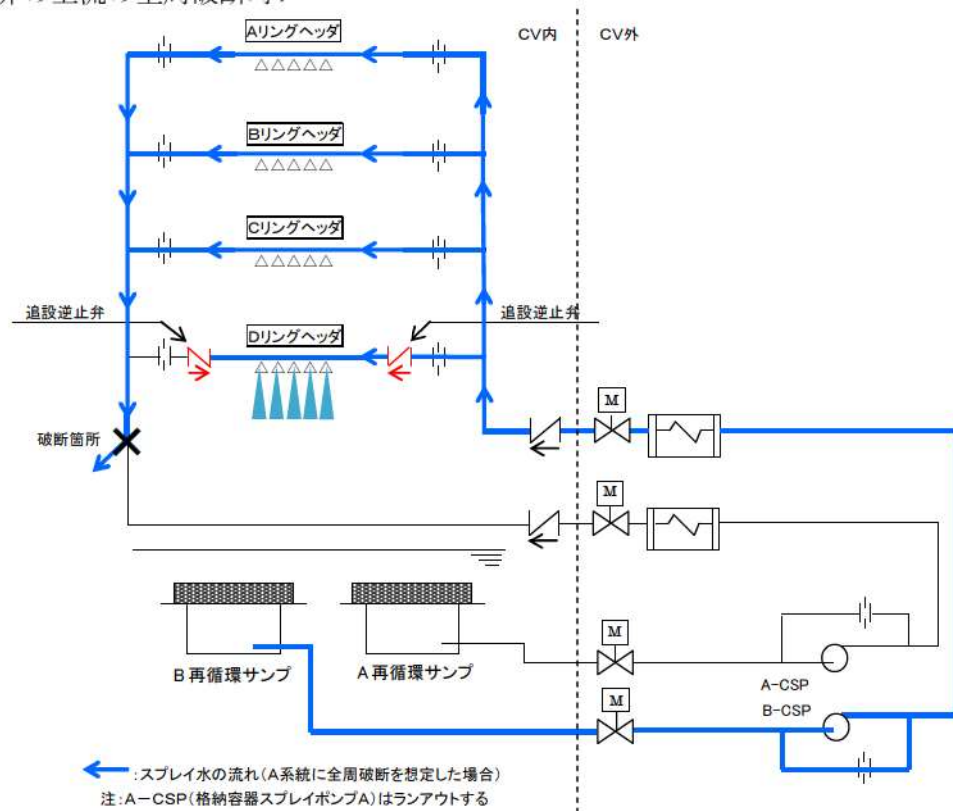 Aリングヘッダ
CV内
CV外
Bリングヘッダ
Cリングヘッダ
追設逆止弁
追設逆止弁
Dリングヘッダ
M
破断箇所
M
B再循環サンプ
A再循環サンプ
M
A-CSP
B-CSP
M
:スプレイ水の流れ(A系統に全周破断を想定した場合)
注:A-CSP(格納容器スプレイポンプA)はランアウトする